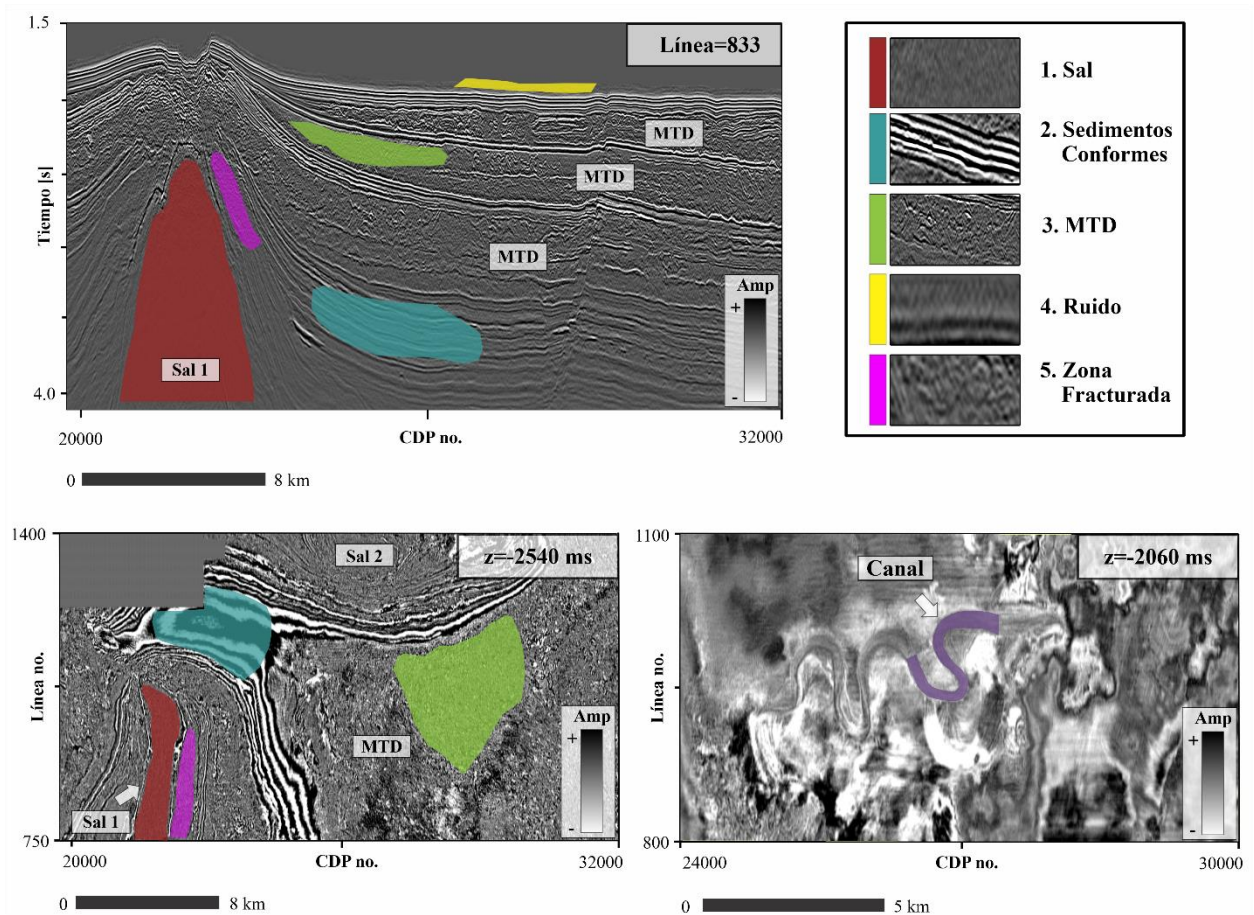 1.5
Línea=833
MTD
MTD
MTD
Tiempo [s]
Amp
+
-
Sal 1
4.0
20000
CDP no.
32000
0
8 km
1. Sal
2. Sedimentos
Conformes
3. MTD
4. Ruido
5. Zona
Fracturada
1400
Sal 2
z=-2540 ms
Línea no.
Amp
+
-
MTD
Sal 1
750
20000
CDP no.
32000
0
8 km
1100
Canal
z=-2060 ms
Línea no.
Amp
+
-
800
24000
CDP no.
30000
0
5 km